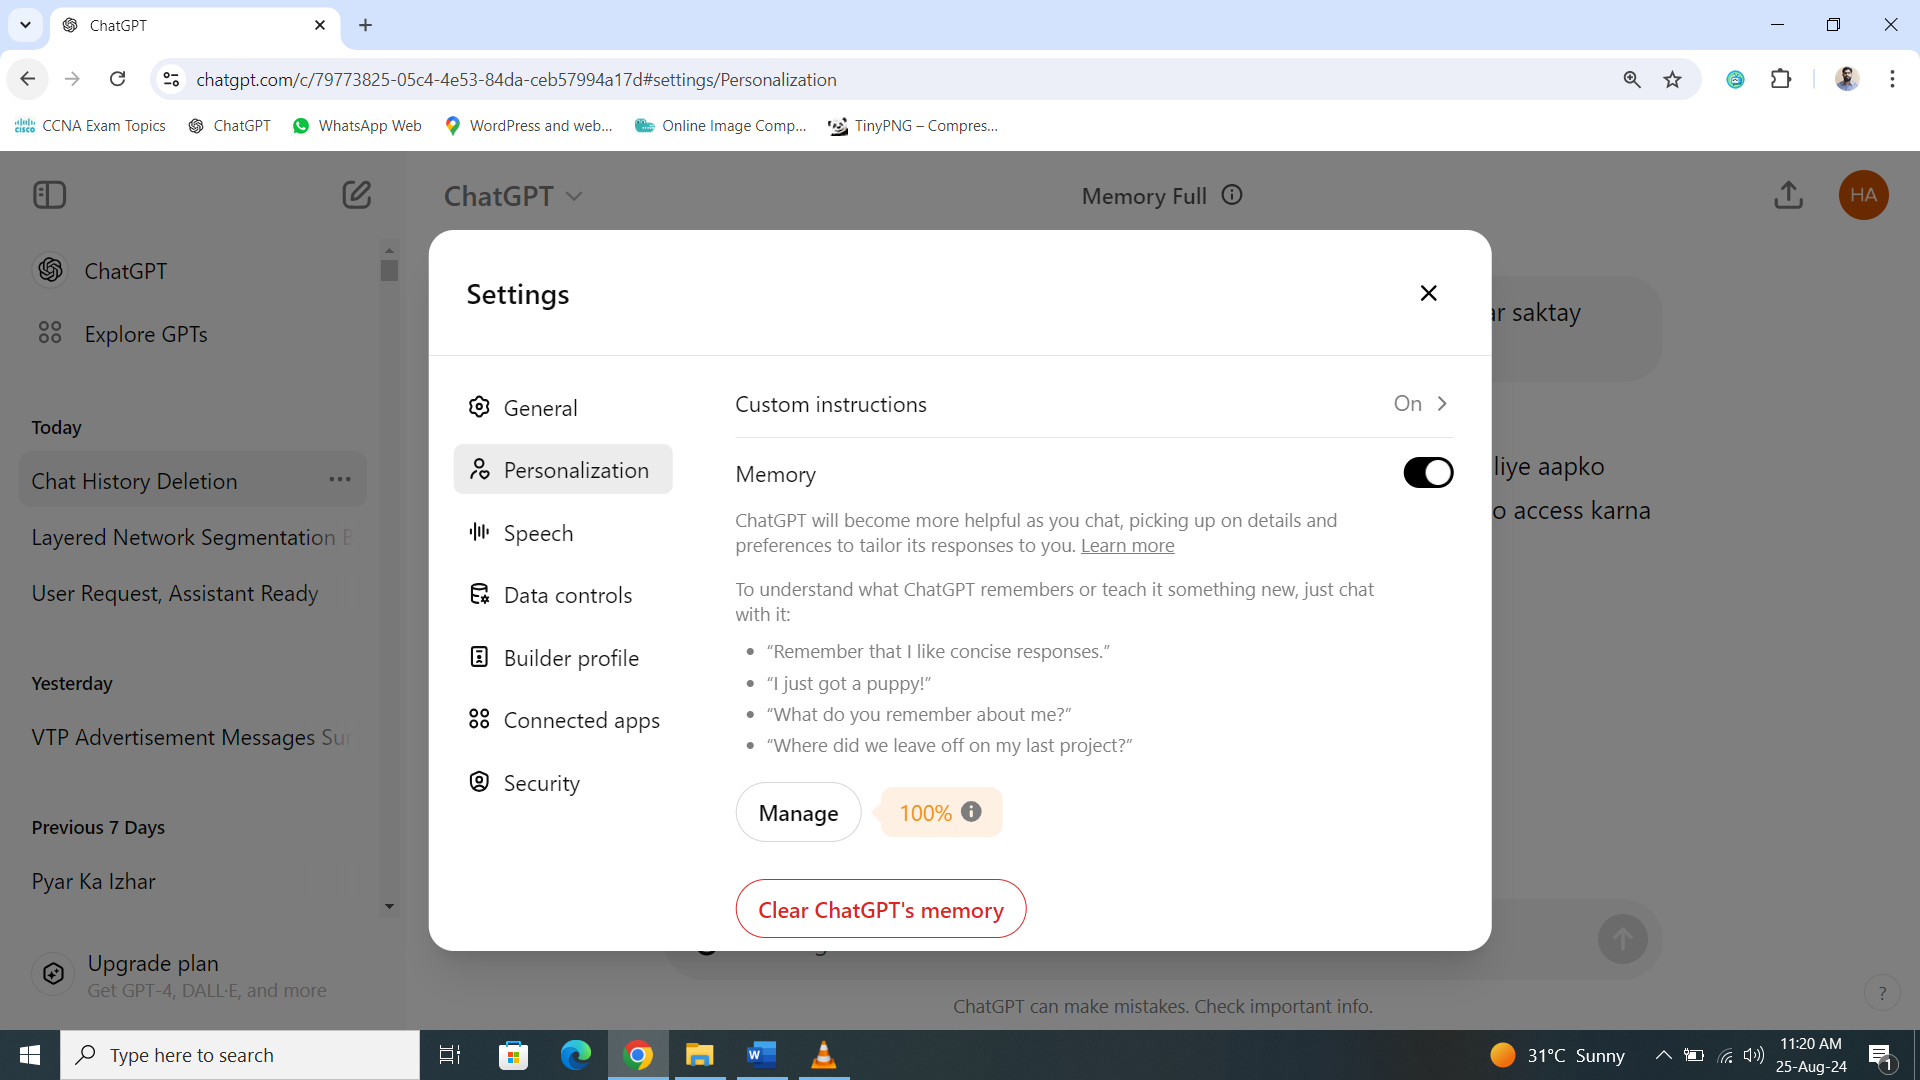 ChatGPT
chatgpt.com/c/79773825-05c4-4e53-84da-ceb57994a17d#settings/Personalization
CCNA Exam Topics
ChatGPT
WhatsApp Web
WordPress and web...
Online Image Comp...
TinyPNG – Compres...
ChatGPT
Memory Full
HA
ChatGPT
Explore GPTs
Today
Chat History Deletion
Layered Network Segmentation
User Request, Assistant Ready
Yesterday
VTP Advertisement Messages
Previous 7 Days
Pyar Ka Izhar
Upgrade plan
Get GPT-4, DALL·E, and more
saktay
liye aapko
access karna
Settings
General
Personalization
Speech
Data controls
Builder profile
Connected apps
Security
Custom instructions
On
Memory
ChatGPT will become more helpful as you chat, picking up on details and
preferences to tailor its responses to you. Learn more
To understand what ChatGPT remembers or teach it something new, just chat
with it:
• “Remember that I like concise responses.”
• “I just got a puppy!”
• “What do you remember about me?”
• “Where did we leave off on my last project?”
Manage
100%
Clear ChatGPT's memory
ChatGPT can make mistakes. Check important info.
?
Type here to search
31°C Sunny
11:20 AM
25-Aug-24
1